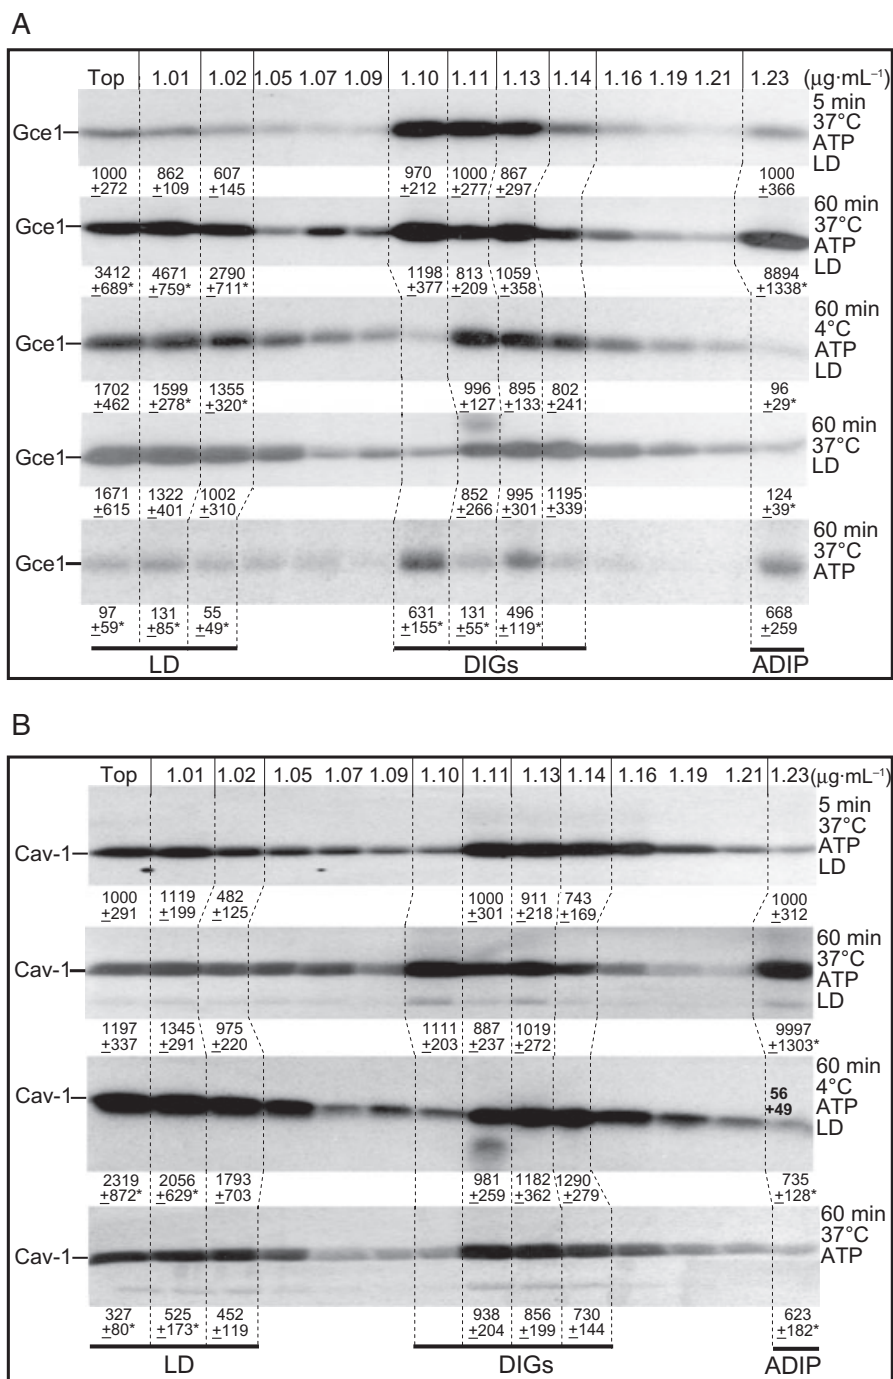 A
Top 1.01 1.02 1.05 1.07 1.09 1.10 1.11 1.13 1.14 1.16 1.19 1.21 1.23 (µg·mL⁻¹)
5 min
37°C
ATP
LD
Gce1
1000 862 607 970 1000 867 1000
±272 ±109 ±145 ±212 ±277 ±297 ±366
60 min
37°C
ATP
LD
Gce1
3412 4671 2790 1198 813 1059 8894
±689* ±759* ±711* ±377 ±209 ±358 ±1338*
60 min
4°C
ATP
LD
Gce1
1702 1599 1355 996 895 802 96
±462 ±278* ±320* ±127 ±133 ±241 ±29*
60 min
37°C
LD
Gce1
1671 1322 1002 852 995 1195 124
±615 ±401 ±310 ±266 ±301 ±339 ±39*
60 min
37°C
ATP
Gce1
97 131 55 631 131 496 668
±59* ±85* ±49* ±155* ±55* ±119* ±259
LD DIGs ADIP
B
Top 1.01 1.02 1.05 1.07 1.09 1.10 1.11 1.13 1.14 1.16 1.19 1.21 1.23 (µg·mL⁻¹)
5 min
37°C
ATP
LD
Cav-1
1000 1119 482 1000 911 743 1000
±291 ±199 ±125 ±301 ±218 ±169 ±312
60 min
37°C
ATP
LD
Cav-1
1197 1345 975 1111 887 1019 9997
±337 ±291 ±220 ±203 ±237 ±272 ±1303*
60 min
4°C
ATP
LD
Cav-1
56
+49
2319 2056 1793 981 1182 1290 735
±872* ±629* ±703 ±259 ±362 ±279 ±128*
60 min
37°C
ATP
Cav-1
327 525 452 938 856 730 623
±80* ±173* ±119 ±204 ±199 ±144 ±182*
LD DIGs ADIP